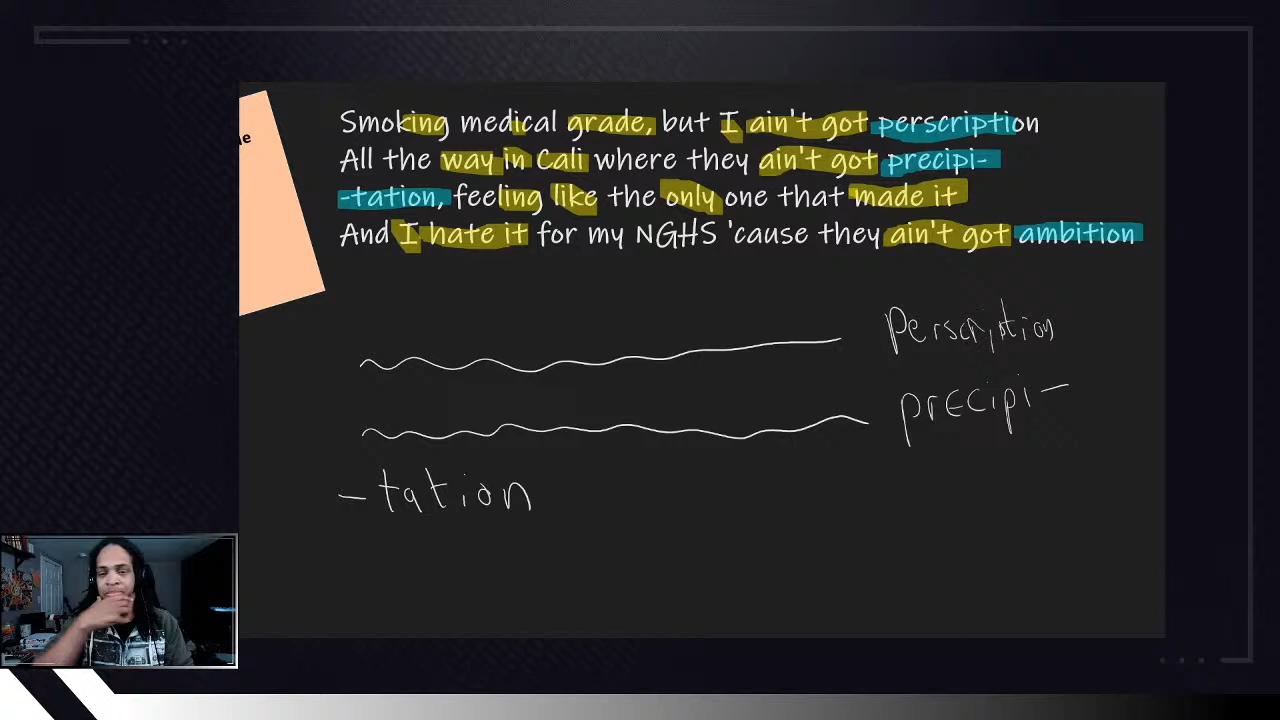 Smoking medical grade, but I ain't got perscription
All the way in Cali where they ain't got precipi-
-tation, feeling like the only one that made it
And I hate it for my NGHS 'cause they ain't got ambition
Perscription
precipi-
-tation